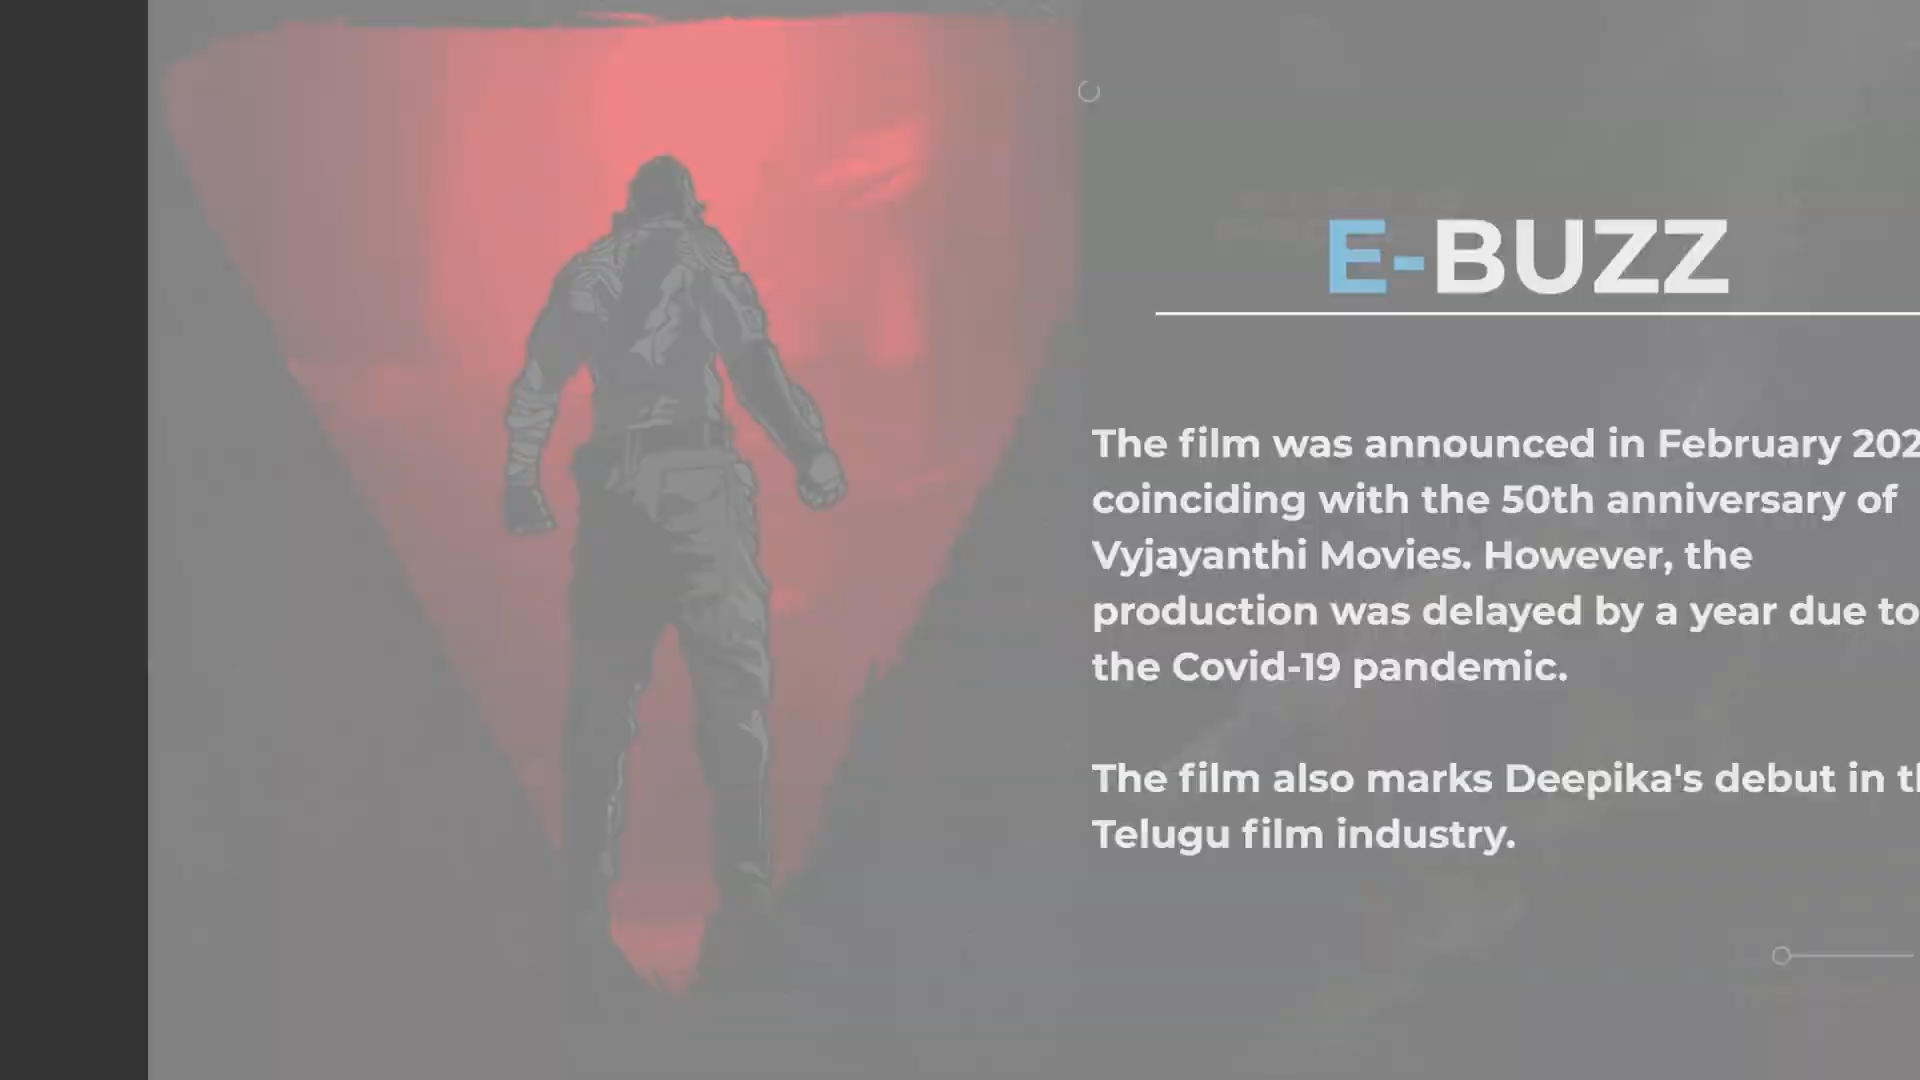 E-BUZZ
The film was announced in February 202
coinciding with the 50th anniversary of
Vyjayanthi Movies. However, the
production was delayed by a year due to
the Covid-19 pandemic.
The film also marks Deepika's debut in
Telugu film industry.